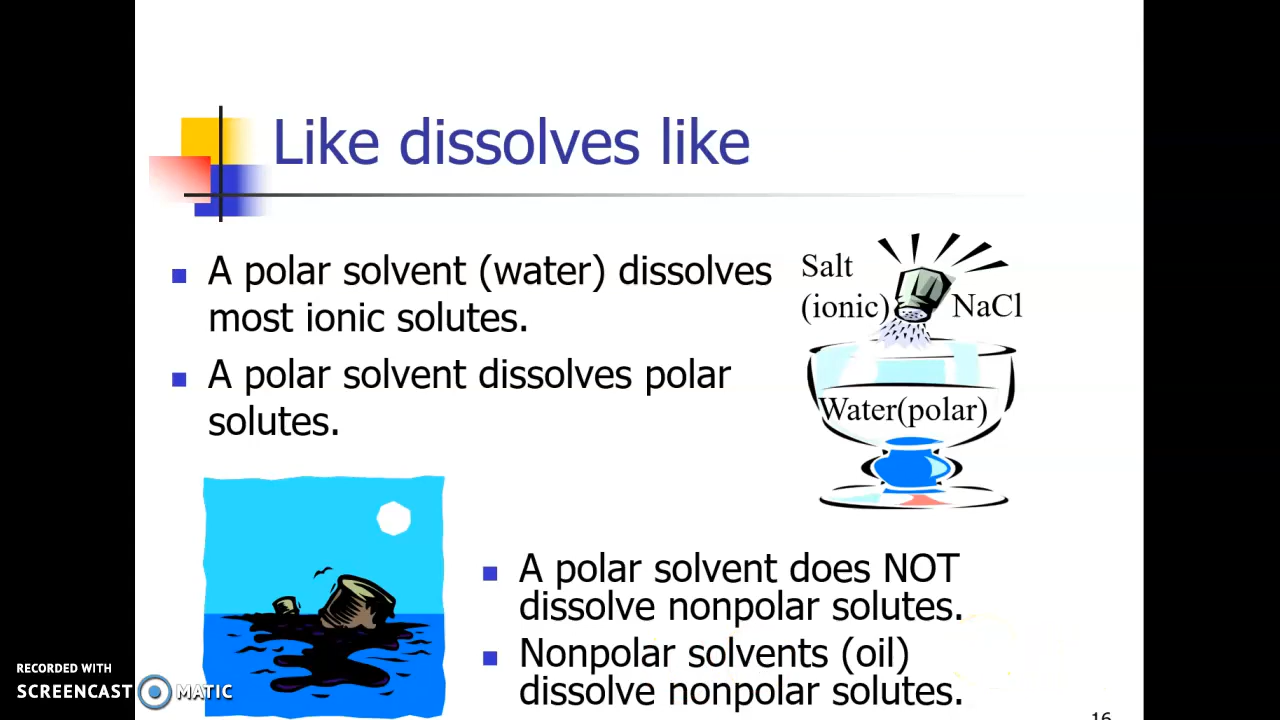 Like dissolves like
A polar solvent (water) dissolves
most ionic solutes.
A polar solvent dissolves polar
solutes.
Salt
(ionic) NaCl
Water(polar)
A polar solvent does NOT
dissolve nonpolar solutes.
Nonpolar solvents (oil)
dissolve nonpolar solutes.
16
RECORDED WITH
SCREENCAST MATIC